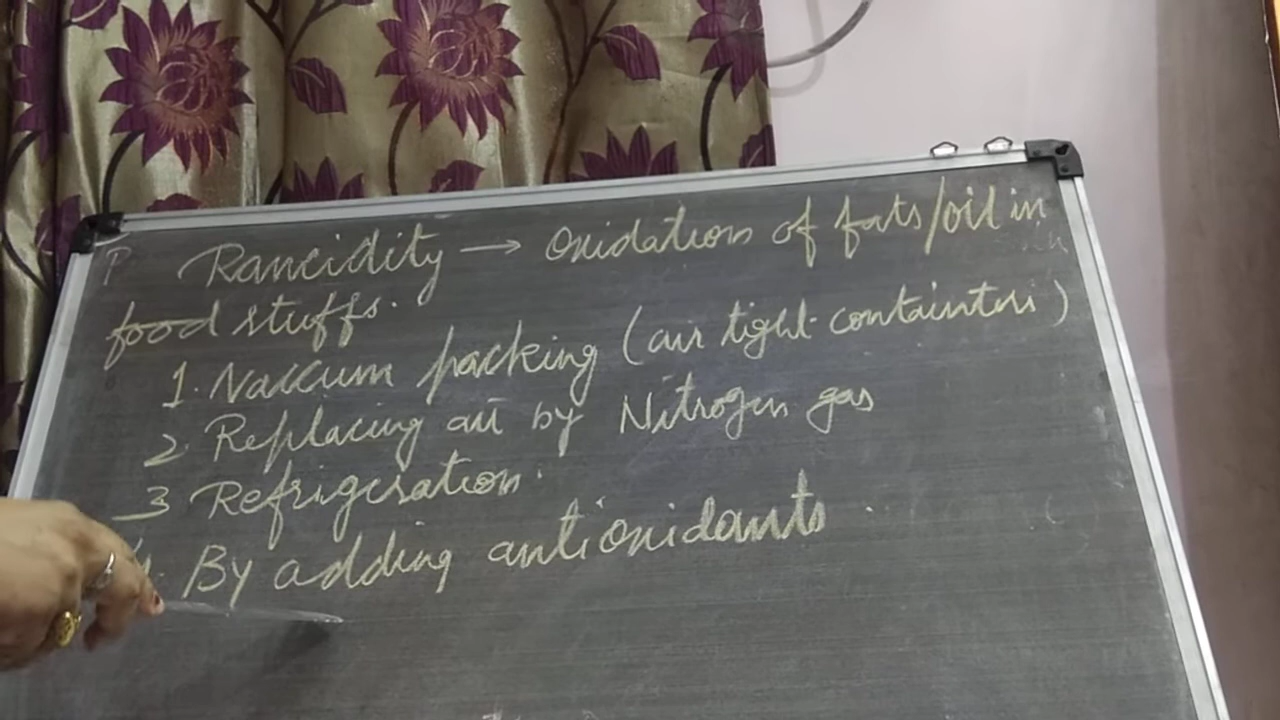 Rancidity → Oxidation of fats/oil in
food stuffs.
1. Vaccum packing (air tight containters)
2. Replacing air by Nitrogen gas
3 Refrigeration.
4. By adding antioxidants